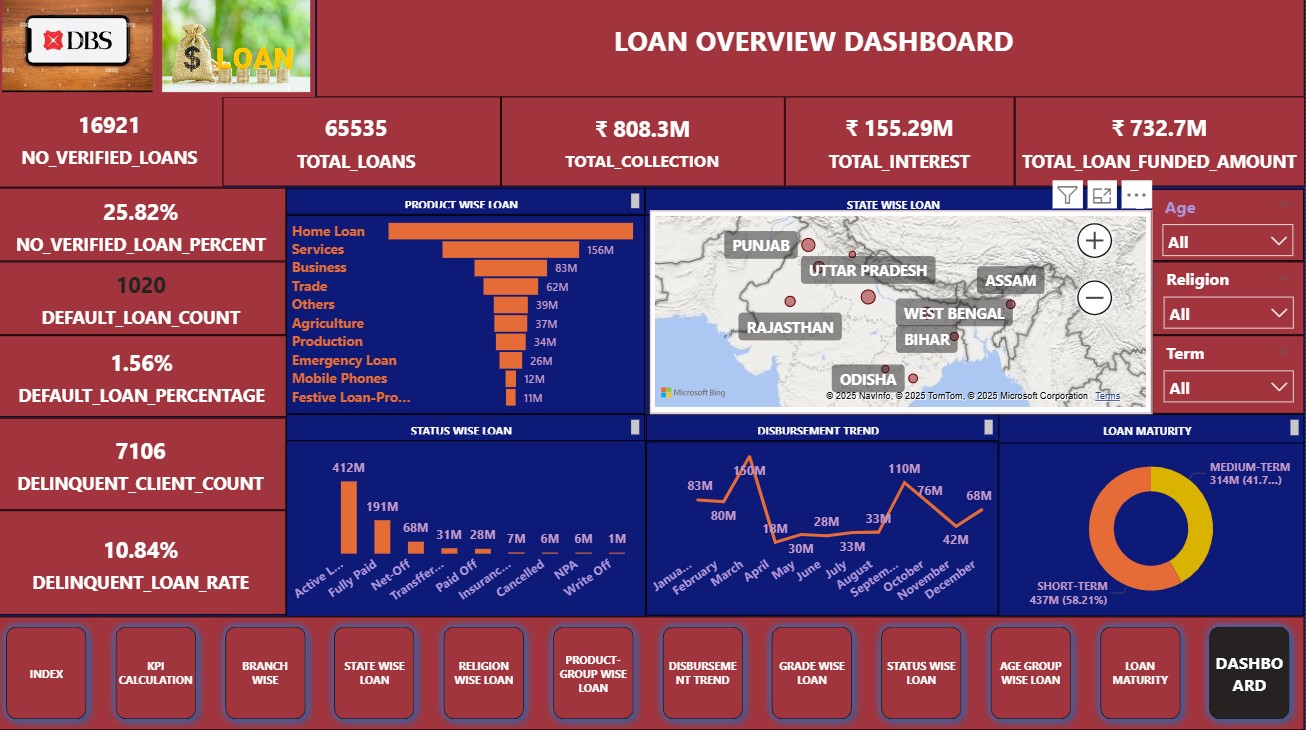 DBS
$ LOAN
LOAN OVERVIEW DASHBOARD
16921
NO_VERIFIED_LOANS
65535
TOTAL_LOANS
₹ 808.3M
TOTAL_COLLECTION
₹ 155.29M
TOTAL_INTEREST
₹ 732.7M
TOTAL_LOAN_FUNDED_AMOUNT
25.82%
NO_VERIFIED_LOAN_PERCENT
1020
DEFAULT_LOAN_COUNT
1.56%
DEFAULT_LOAN_PERCENTAGE
7106
DELINQUENT_CLIENT_COUNT
10.84%
DELINQUENT_LOAN_RATE
PRODUCT WISE LOAN
Home Loan
Services 156M
Business 83M
Trade 62M
Others 39M
Agriculture 37M
Production 34M
Emergency Loan 26M
Mobile Phones 12M
Festive Loan-Pro... 11M
STATE WISE LOAN
PUNJAB
UTTAR PRADESH
ASSAM
RAJASTHAN
WEST BENGAL
BIHAR
ODISHA
Microsoft Bing
© 2025 NavInfo, © 2025 TomTom, © 2025 Microsoft Corporation Terms
Age
All
Religion
All
Term
All
STATUS WISE LOAN
412M
191M
68M
31M
28M
7M
6M
6M
1M
Active L...
Fully Paid
Net-Off
Transffer...
Paid Off
Insuranc...
Cancelled
NPA
Write Off
DISBURSEMENT TREND
83M
80M
150M
18M
30M
28M
33M
33M
110M
76M
42M
68M
Janua...
February
March
April
May
June
July
August
Septem...
October
November
December
LOAN MATURITY
MEDIUM-TERM
314M (41.7...)
SHORT-TERM
437M (58.21%)
INDEX
KPI
CALCULATION
BRANCH
WISE
STATE WISE
LOAN
RELIGION
WISE LOAN
PRODUCT-
GROUP WISE
LOAN
DISBURSEME
NT TREND
GRADE WISE
LOAN
STATUS WISE
LOAN
AGE GROUP
WISE LOAN
LOAN
MATURITY
DASHBO
ARD